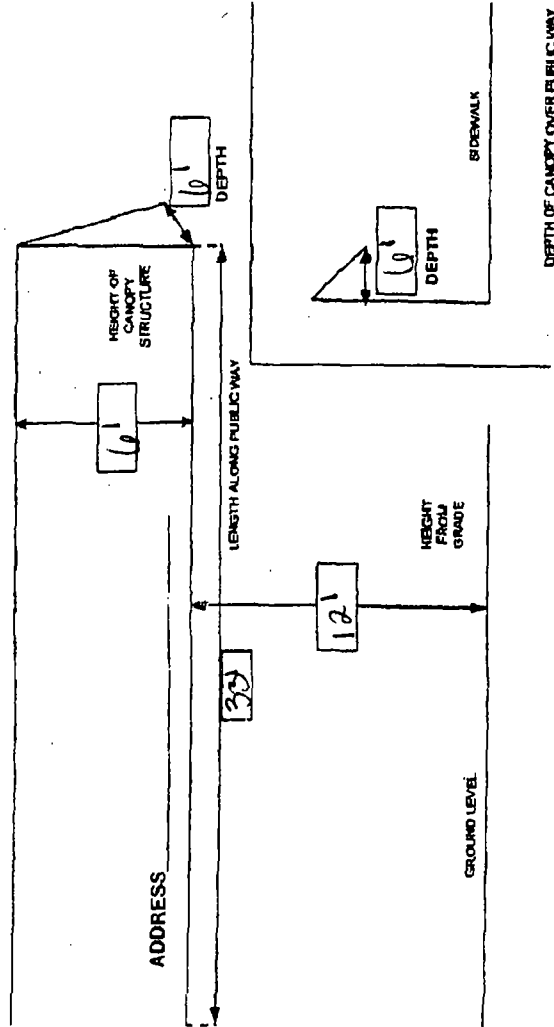 HEIGHT OF
CANOPY
STRUCTURE
6'
6'
DEPTH
ADDRESS
LENGTH ALONG PUBLIC WAY
12'
HEIGHT
FROM
GRADE
GROUND LEVEL
6'
DEPTH
SIDEWALK
DEPTH OF CANOPY OVER PUBLIC WAY